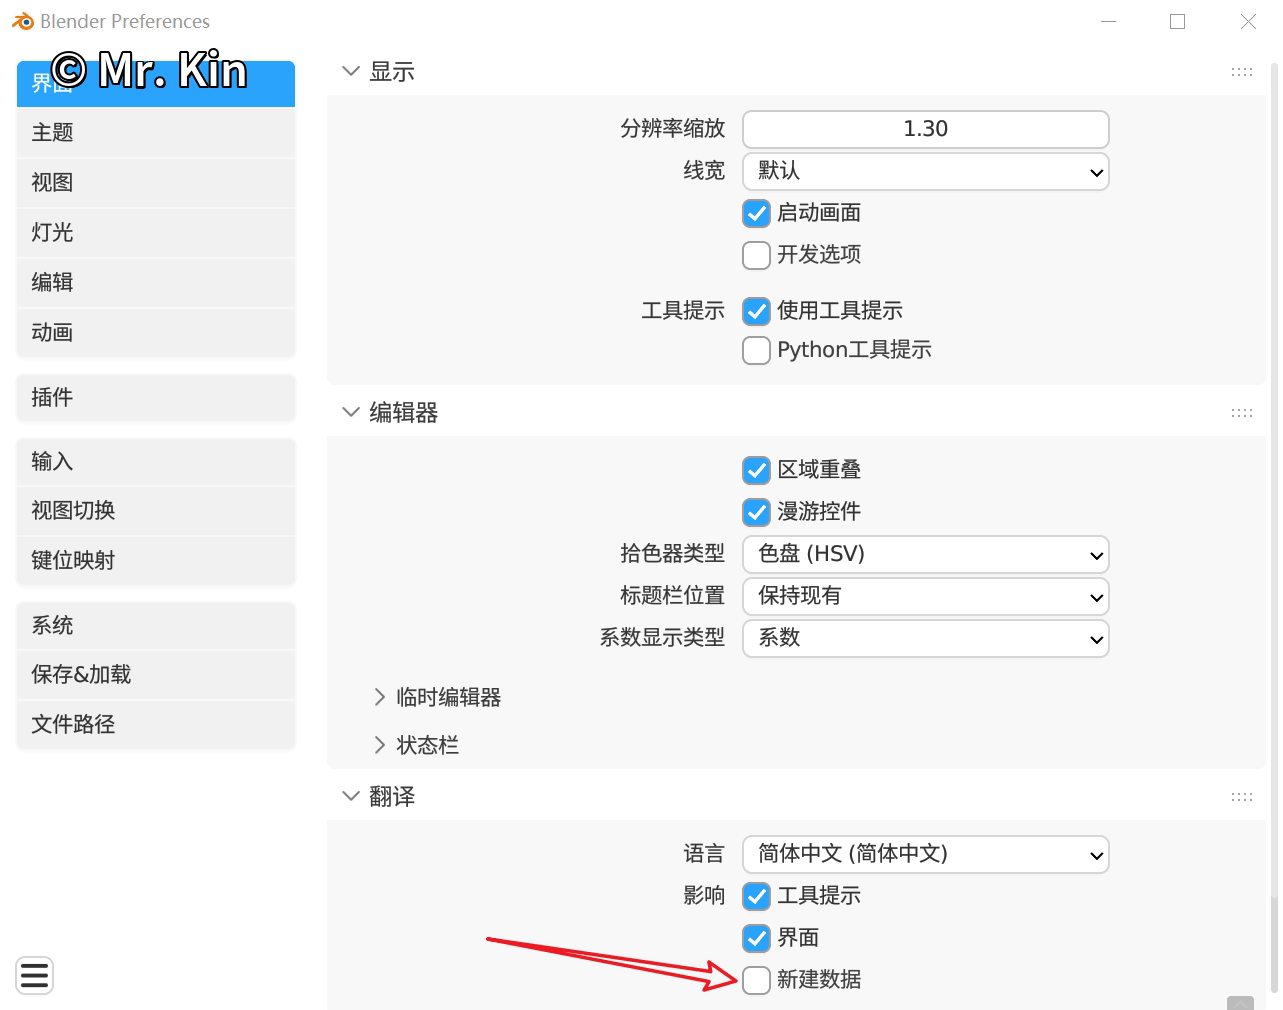 Blender Preferences
© Mr. Kin
界面
主题
视图
灯光
编辑
动画
插件
输入
视图切换
键位映射
系统
保存&加载
文件路径
显示
分辨率缩放 1.30
线宽 默认
启动画面
开发选项
工具提示 使用工具提示
Python工具提示
编辑器
区域重叠
漫游控件
拾色器类型 色盘 (HSV)
标题栏位置 保持现有
系数显示类型 系数
临时编辑器
状态栏
翻译
语言 简体中文 (简体中文)
影响 工具提示
界面
新建数据